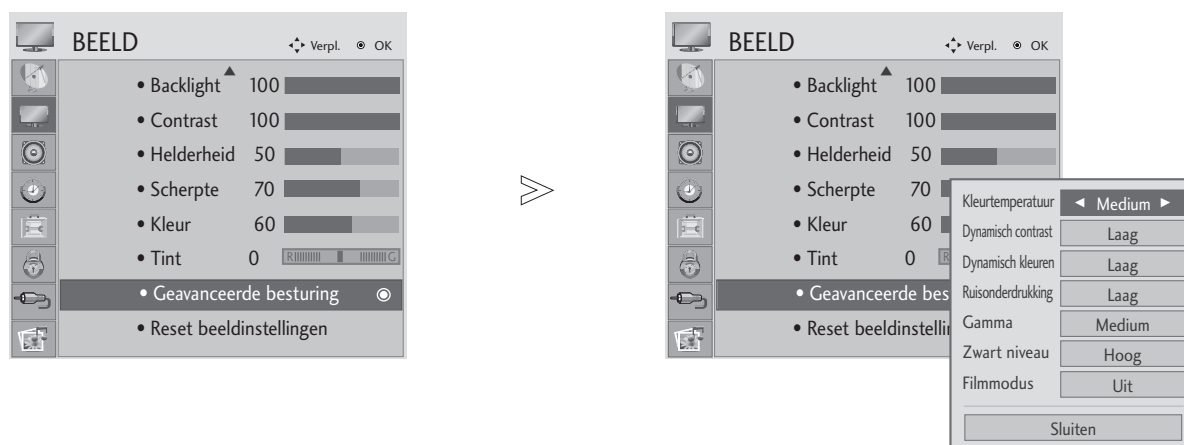 BEELD Verpl. OK
• Backlight 100
• Contrast 100
• Helderheid 50
• Scherpte 70
• Kleur 60
• Tint 0 R G
• Geavanceerde besturing
• Reset beeldinstellingen
BEELD Verpl. OK
• Backlight 100
• Contrast 100
• Helderheid 50
• Scherpte 70
• Kleur 60
• Tint 0 R
• Geavanceerde bes
• Reset beeldinstellin
Kleurtemperatuur ◄ Medium ►
Dynamisch contrast Laag
Dynamisch kleuren Laag
Ruisonderdrukking Laag
Gamma Medium
Zwart niveau Hoog
Filmmodus Uit
Sluiten